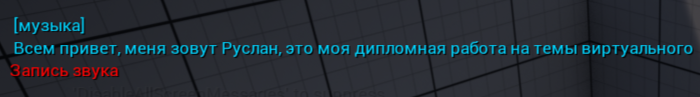 [музыка]
Всем привет, меня зовут Руслан, это моя дипломная работа на темы виртуального
Запись звука